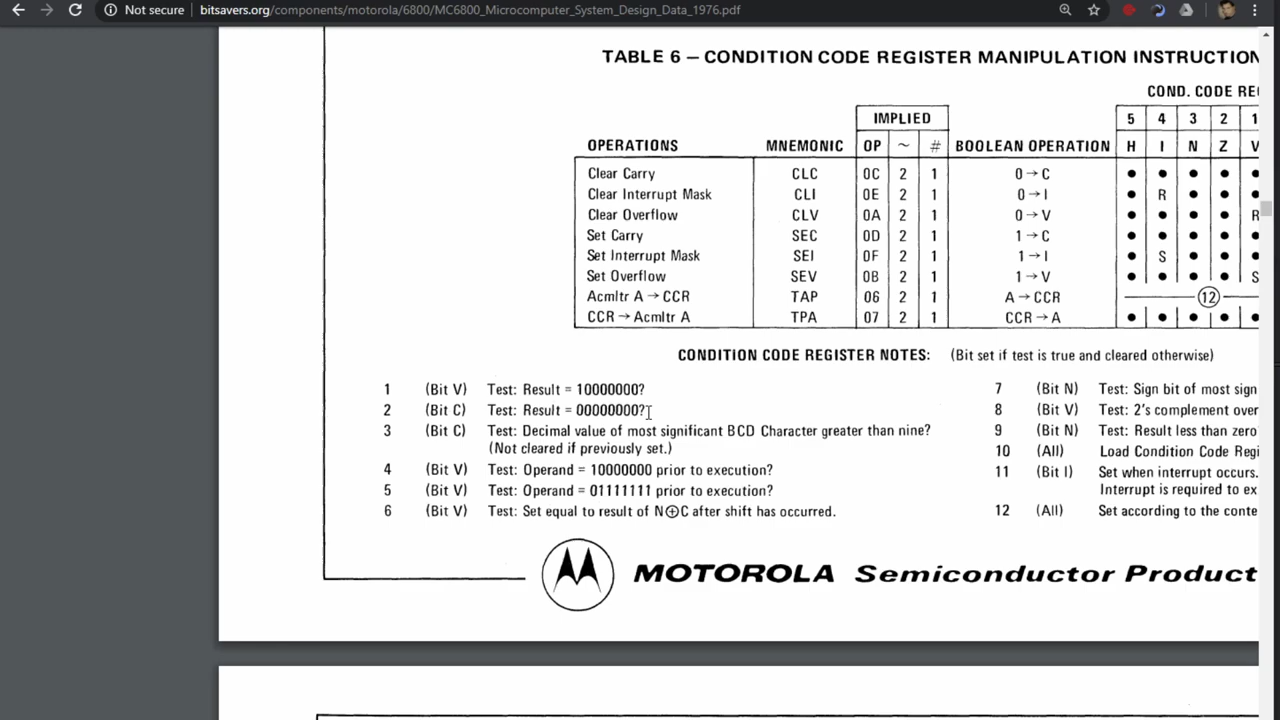 Not secure bitsavers.org/components/motorola/6800/MC6800_Microcomputer_System_Design_Data_1976.pdf
TABLE 6 — CONDITION CODE REGISTER MANIPULATION INSTRUCTION
COND. CODE RE
IMPLIED 5 4 3 2 1
OPERATIONS MNEMONIC OP ~ # BOOLEAN OPERATION H I N Z V
Clear Carry CLC 0C 2 1 0 → C • • • • •
Clear Interrupt Mask CLI 0E 2 1 0 → I • R • • •
Clear Overflow CLV 0A 2 1 0 → V • • • • R
Set Carry SEC 0D 2 1 1 → C • • • • •
Set Interrupt Mask SEI 0F 2 1 1 → I • S • • •
Set Overflow SEV 0B 2 1 1 → V • • • • S
Acmltr A → CCR TAP 06 2 1 A → CCR 12
CCR → Acmltr A TPA 07 2 1 CCR → A • • • • •
CONDITION CODE REGISTER NOTES: (Bit set if test is true and cleared otherwise)
1 (Bit V) Test: Result = 10000000?
2 (Bit C) Test: Result = 00000000?
3 (Bit C) Test: Decimal value of most significant BCD Character greater than nine?
(Not cleared if previously set.)
4 (Bit V) Test: Operand = 10000000 prior to execution?
5 (Bit V) Test: Operand = 01111111 prior to execution?
6 (Bit V) Test: Set equal to result of N⊕C after shift has occurred.
7 (Bit N) Test: Sign bit of most sign
8 (Bit V) Test: 2's complement over
9 (Bit N) Test: Result less than zero
10 (All) Load Condition Code Regi
11 (Bit I) Set when interrupt occurs.
Interrupt is required to ex
12 (All) Set according to the conte
MOTOROLA Semiconductor Product